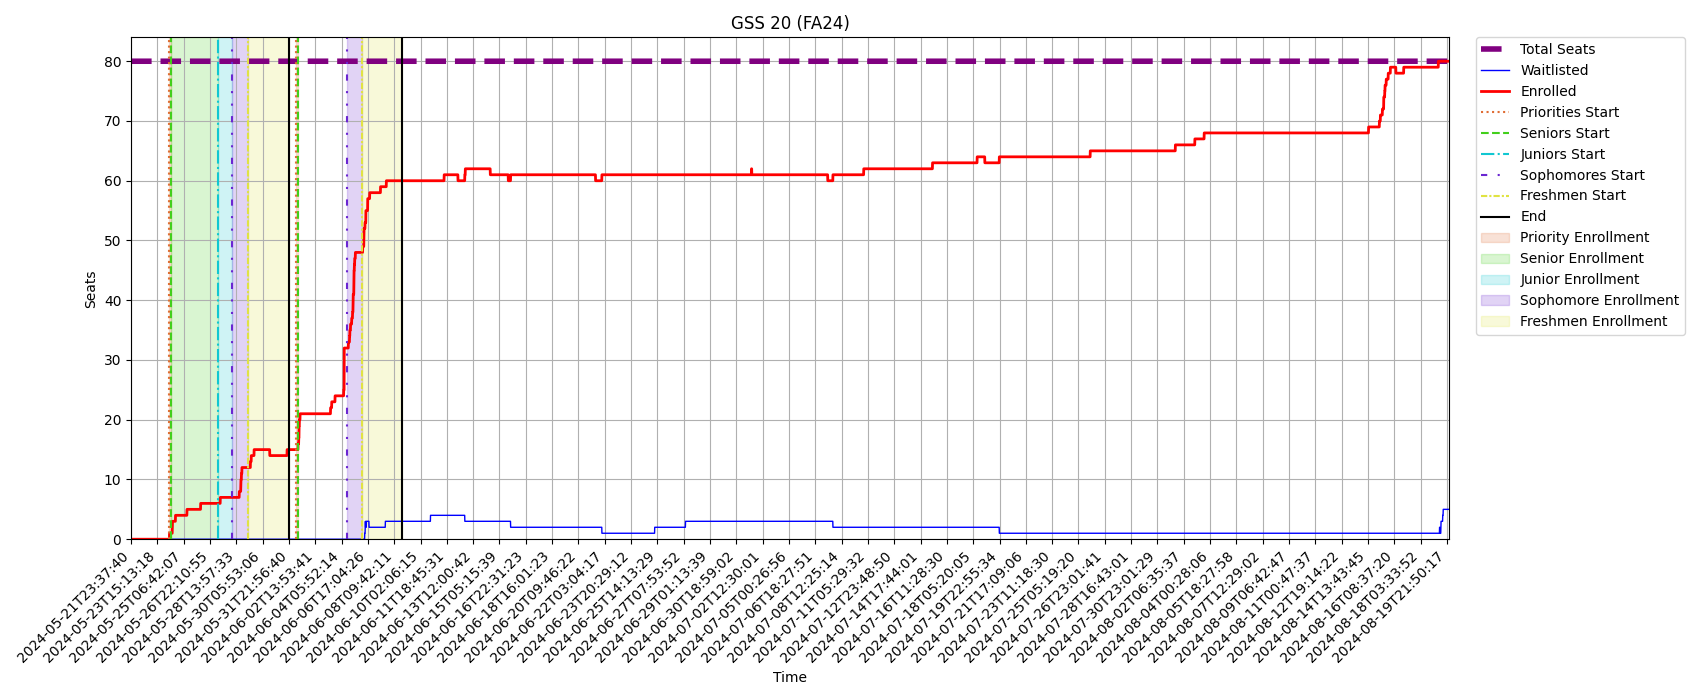 GSS 20 (FA24)
Total Seats
Waitlisted
Enrolled
Priorities Start
Seniors Start
Juniors Start
Sophomores Start
Freshmen Start
End
Priority Enrollment
Senior Enrollment
Junior Enrollment
Sophomore Enrollment
Freshmen Enrollment
Seats
80
70
60
50
40
30
20
10
0
2024-05-21T23:37:40
2024-05-23T15:13:18
2024-05-25T06:42:07
2024-05-26T22:10:55
2024-05-28T13:57:33
2024-05-30T05:53:06
2024-05-31T21:56:40
2024-06-02T13:53:41
2024-06-04T05:52:14
2024-06-06T17:04:26
2024-06-08T09:42:11
2024-06-10T02:06:15
2024-06-11T18:45:31
2024-06-13T12:00:42
2024-06-15T05:15:39
2024-06-16T22:31:23
2024-06-18T16:01:23
2024-06-20T09:46:22
2024-06-22T03:04:17
2024-06-23T20:29:12
2024-06-25T14:13:29
2024-06-27T07:53:52
2024-06-29T01:13:39
2024-06-30T18:59:02
2024-07-02T12:30:01
2024-07-05T00:26:56
2024-07-06T18:27:51
2024-07-08T12:25:14
2024-07-11T05:29:32
2024-07-12T23:48:50
2024-07-14T17:44:01
2024-07-16T11:28:30
2024-07-18T05:20:05
2024-07-19T22:55:34
2024-07-21T17:09:06
2024-07-23T11:18:30
2024-07-25T05:19:20
2024-07-26T23:01:41
2024-07-28T16:43:01
2024-07-30T23:01:29
2024-08-02T06:35:37
2024-08-04T00:28:06
2024-08-05T18:27:58
2024-08-07T12:29:02
2024-08-09T06:42:47
2024-08-11T00:47:37
2024-08-12T19:14:22
2024-08-14T13:43:45
2024-08-16T08:37:20
2024-08-18T03:33:52
2024-08-19T21:50:17
Time